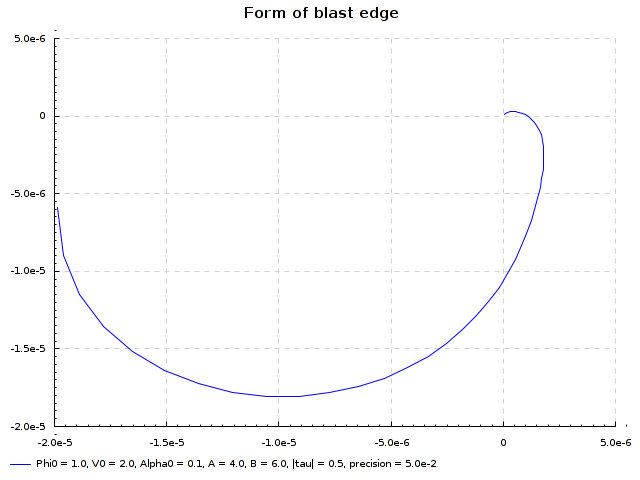 Form of blast edge
5.0e-6
0
-5.0e-6
-1.0e-5
-1.5e-5
-2.0e-5
-2.0e-5 -1.5e-5 -1.0e-5 -5.0e-6 0 5.0e-6
Phi0 = 1.0, V0 = 2.0, Alpha0 = 0.1, A = 4.0, B = 6.0, |tau| = 0.5, precision = 5.0e-2